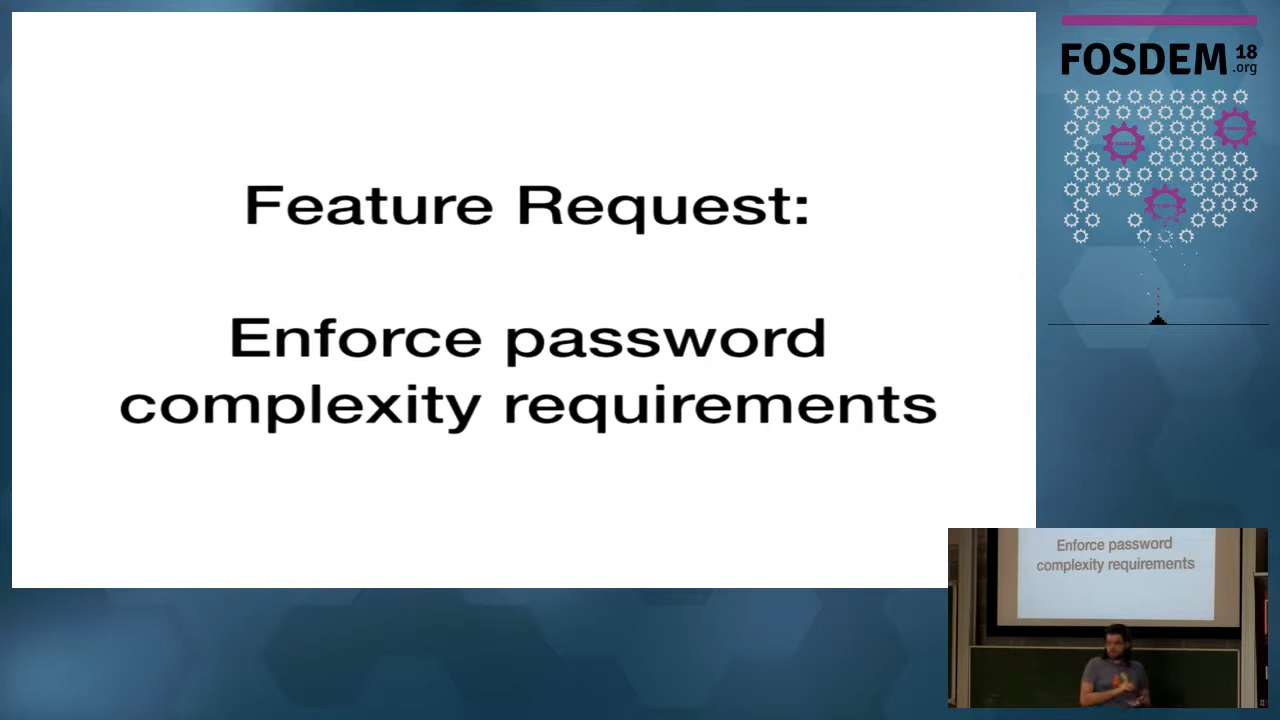 Feature Request:
Enforce password
complexity requirements
FOSDEM 18
.org
Enforce password
complexity requirements